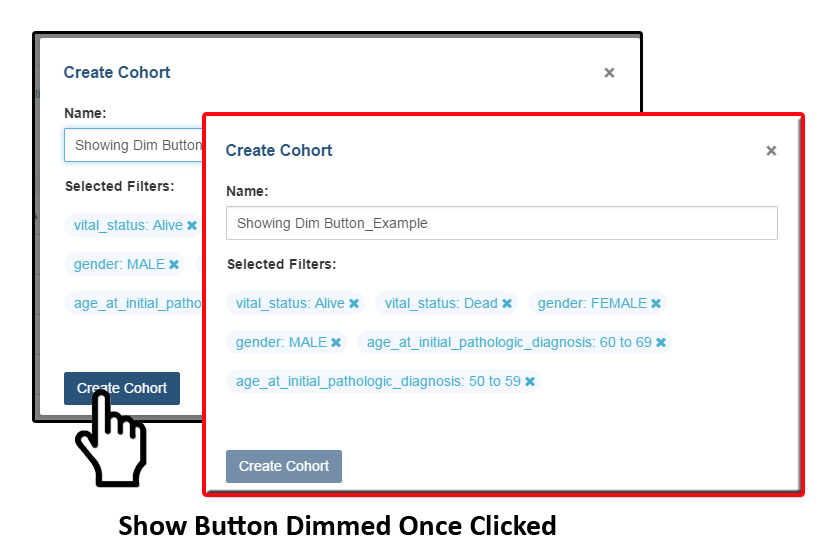 Create Cohort ×
Name:
Showing Dim Button
Selected Filters:
vital_status: Alive ✖
gender: MALE ✖
age_at_initial_patho
Create Cohort
Create Cohort ×
Name:
Showing Dim Button_Example
Selected Filters:
vital_status: Alive ✖ vital_status: Dead ✖ gender: FEMALE ✖
gender: MALE ✖ age_at_initial_pathologic_diagnosis: 60 to 69 ✖
age_at_initial_pathologic_diagnosis: 50 to 59 ✖
Create Cohort
Show Button Dimmed Once Clicked